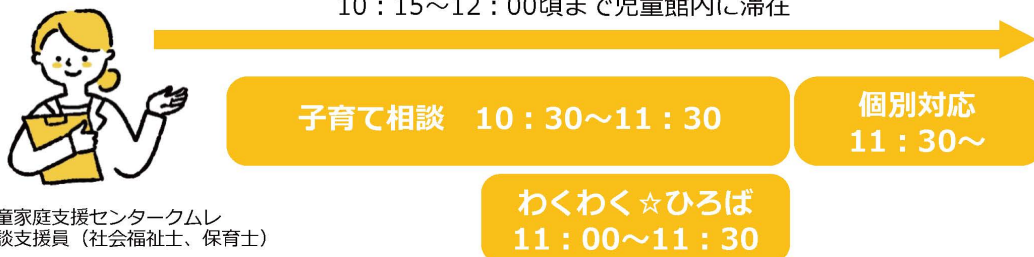 10：15～12：00頃まで児童館内に滞在
子育て相談　10：30～11：30
個別対応
11：30～
わくわく☆ひろば
11：00～11：30
童家庭支援センタークムレ
談支援員（社会福祉士、保育士）